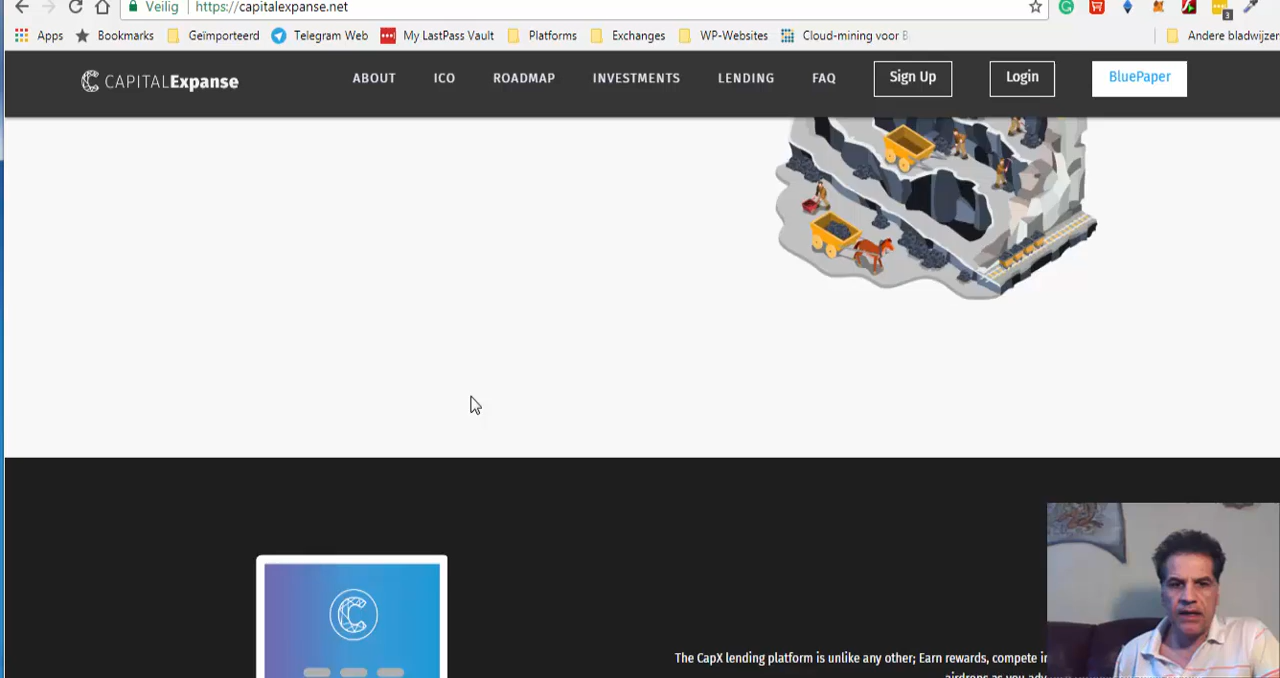 Veilig https://capitalexpanse.net
3
Apps Bookmarks Geïmporteerd Telegram Web My LastPass Vault Platforms Exchanges WP-Websites Cloud-mining voor Andere bladwijzer
CAPITALExpanse ABOUT ICO ROADMAP INVESTMENTS LENDING FAQ Sign Up Login BluePaper
The CapX lending platform is unlike any other; Earn rewards, compete